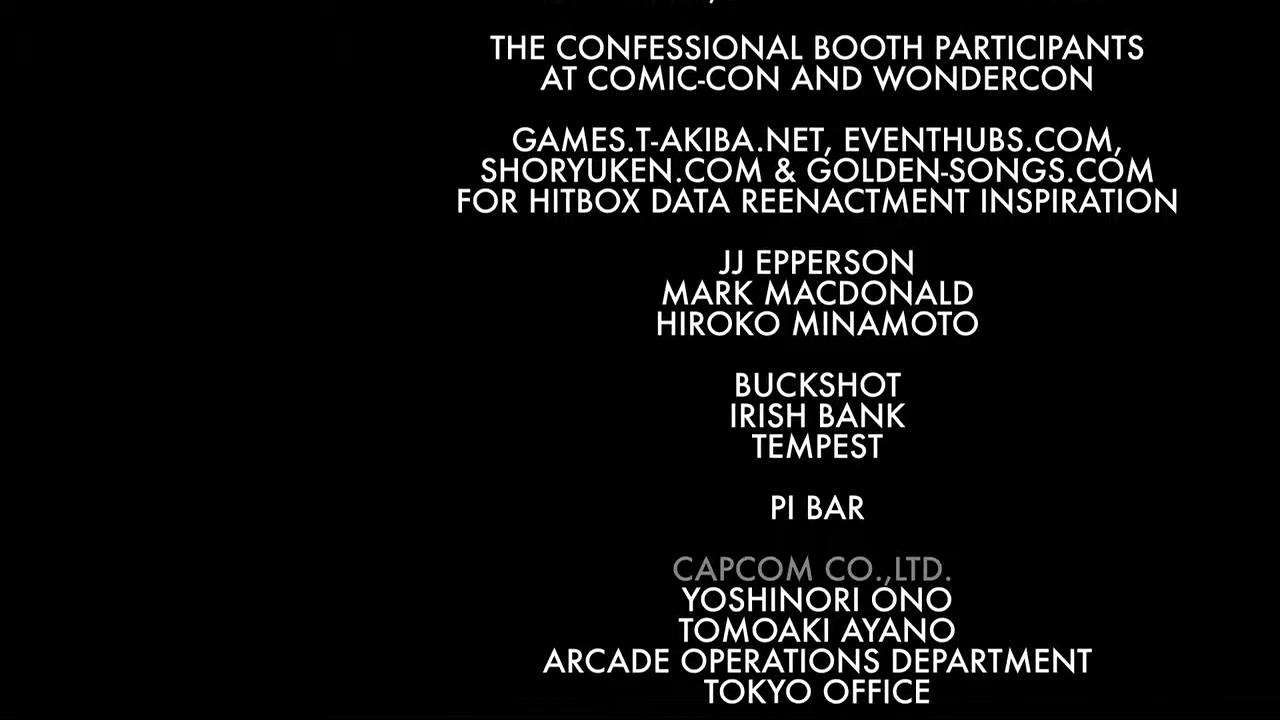 THE CONFESSIONAL BOOTH PARTICIPANTS
AT COMIC-CON AND WONDERCON
GAMES.T-AKIBA.NET, EVENTHUBS.COM,
SHORYUKEN.COM & GOLDEN-SONGS.COM
FOR HITBOX DATA REENACTMENT INSPIRATION
JJ EPPERSON
MARK MACDONALD
HIROKO MINAMOTO
BUCKSHOT
IRISH BANK
TEMPEST
PI BAR
CAPCOM CO.,LTD.
YOSHINORI ONO
TOMOAKI AYANO
ARCADE OPERATIONS DEPARTMENT
TOKYO OFFICE